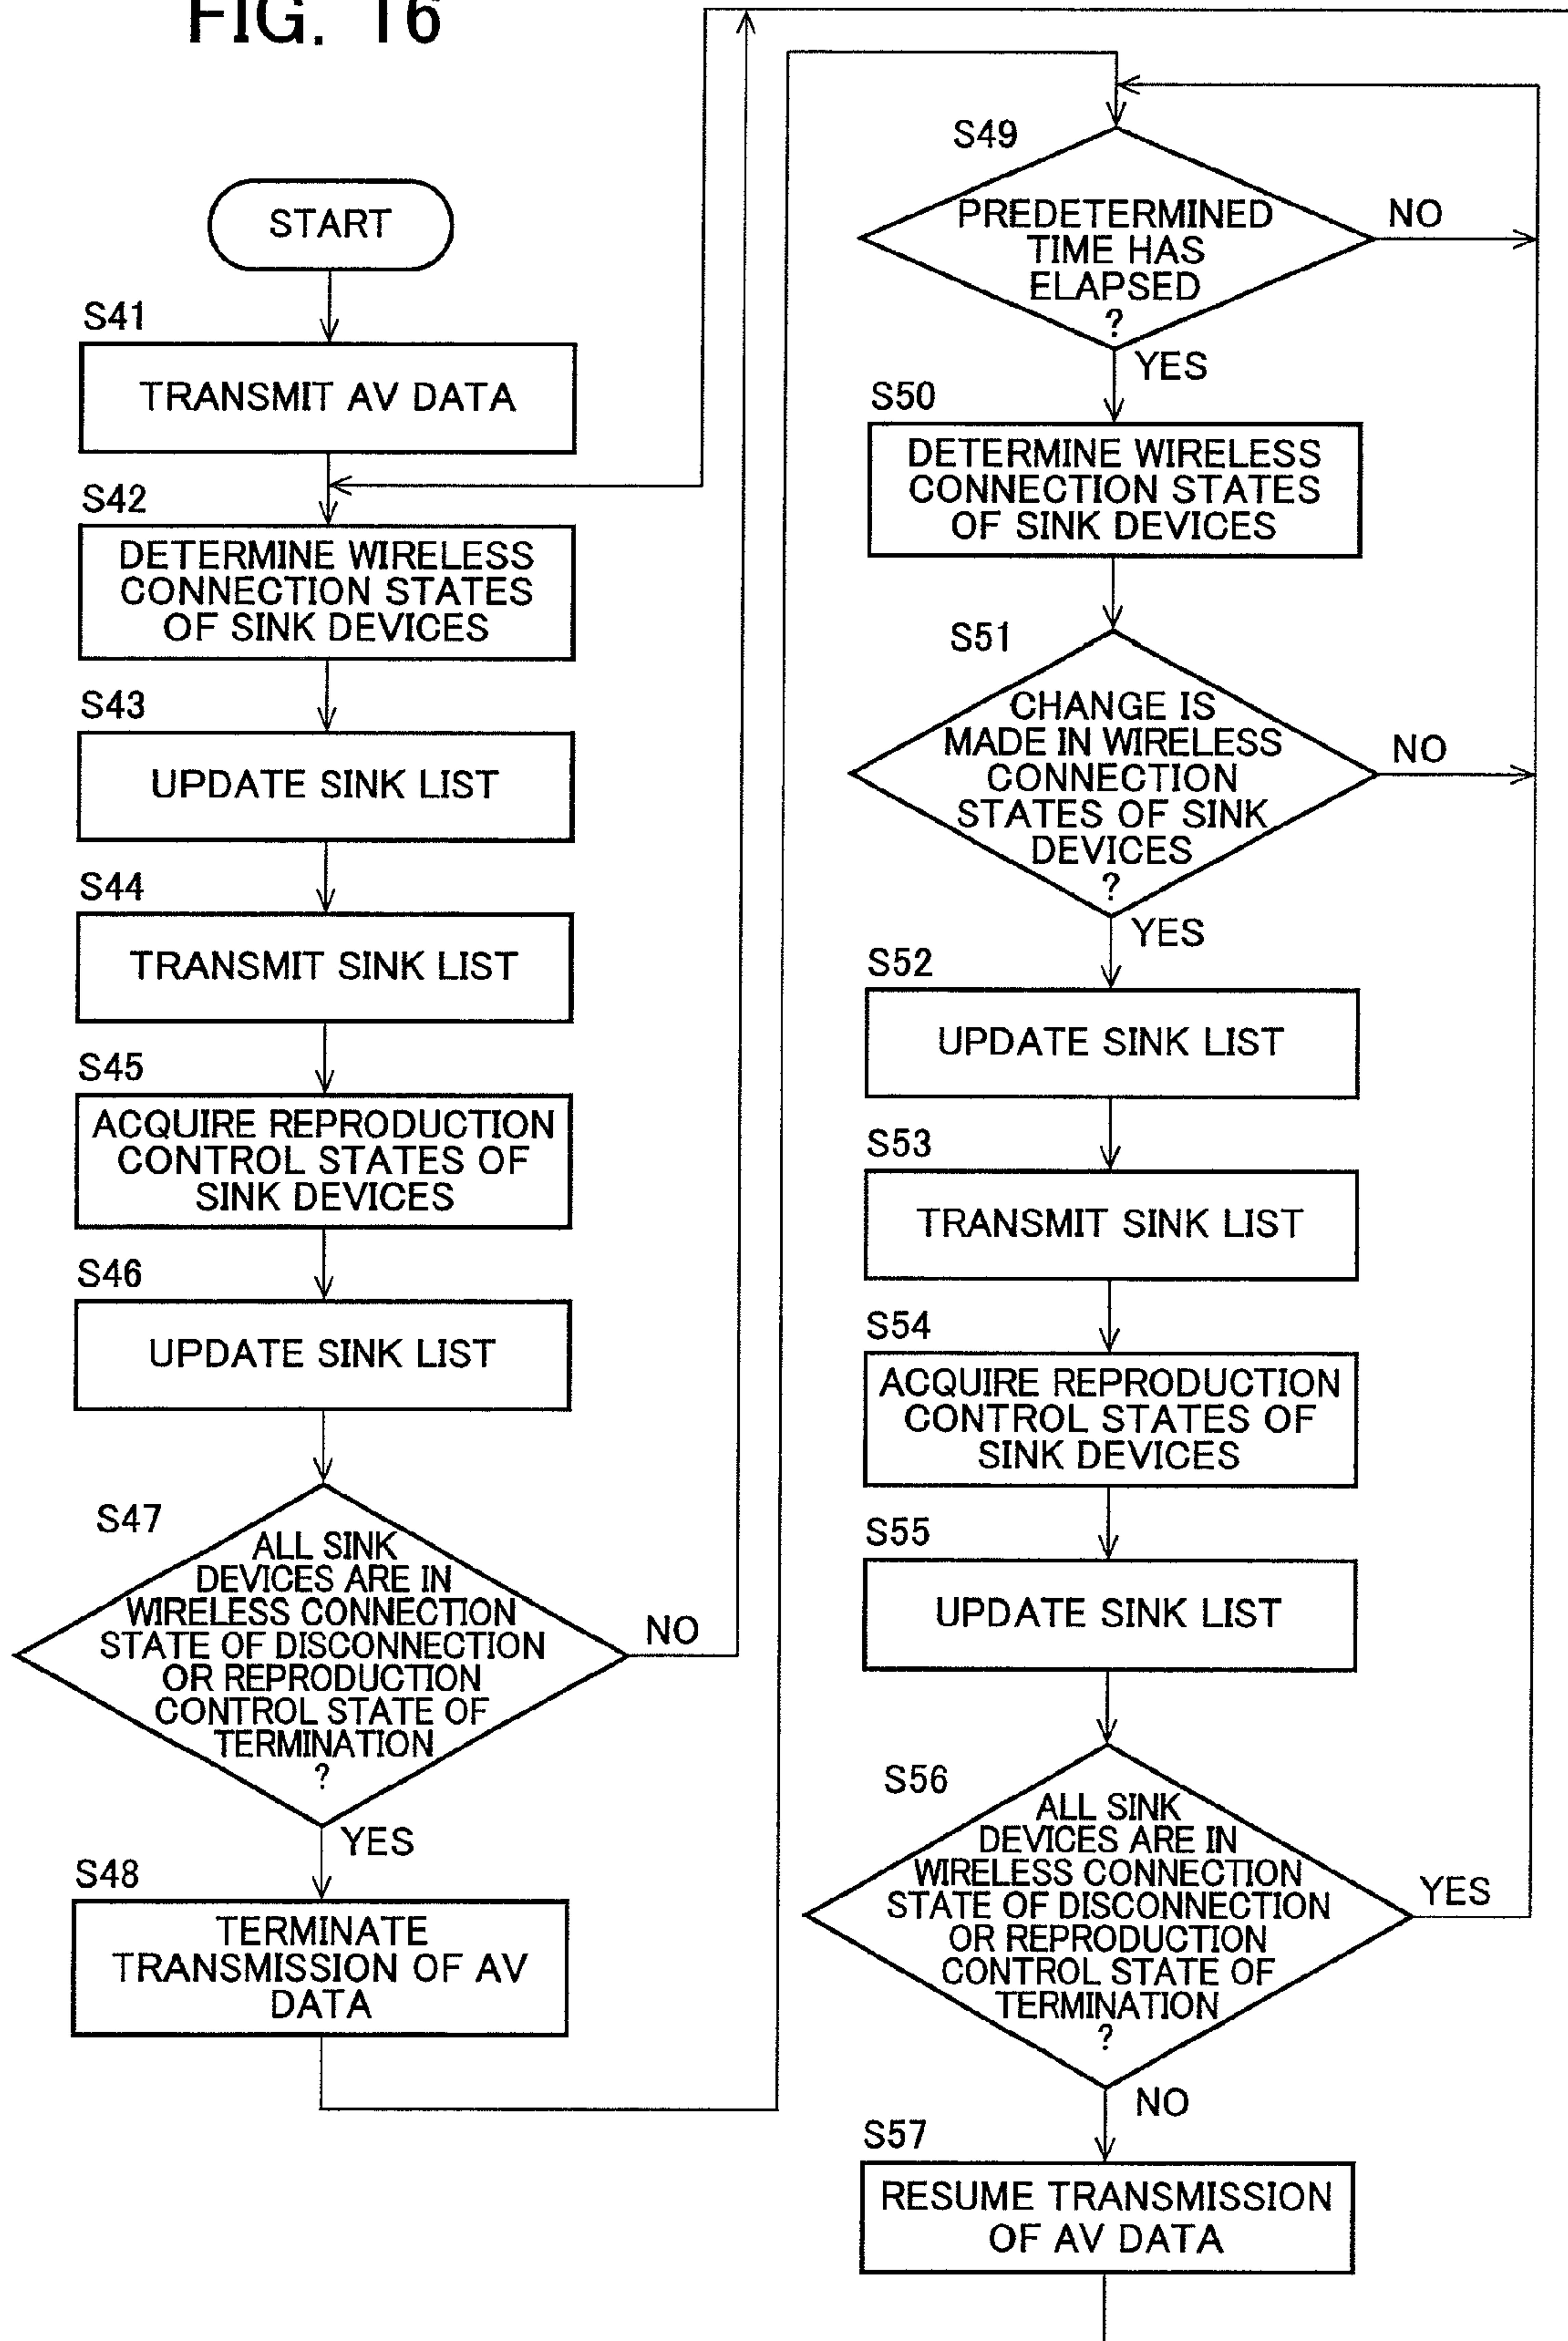 FIG. 16
START
S41
TRANSMIT AV DATA
S42
DETERMINE WIRELESS
CONNECTION STATES
OF SINK DEVICES
S43
UPDATE SINK LIST
S44
TRANSMIT SINK LIST
S45
ACQUIRE REPRODUCTION
CONTROL STATES OF
SINK DEVICES
S46
UPDATE SINK LIST
S47
ALL SINK
DEVICES ARE IN
WIRELESS CONNECTION
STATE OF DISCONNECTION
OR REPRODUCTION
CONTROL STATE OF
TERMINATION
?
NO
YES
S48
TERMINATE
TRANSMISSION OF AV
DATA
S49
PREDETERMINED
TIME HAS
ELAPSED
?
NO
YES
S50
DETERMINE WIRELESS
CONNECTION STATES
OF SINK DEVICES
S51
CHANGE IS
MADE IN WIRELESS
CONNECTION
STATES OF SINK
DEVICES
?
NO
YES
S52
UPDATE SINK LIST
S53
TRANSMIT SINK LIST
S54
ACQUIRE REPRODUCTION
CONTROL STATES OF
SINK DEVICES
S55
UPDATE SINK LIST
S56
ALL SINK
DEVICES ARE IN
WIRELESS CONNECTION
STATE OF DISCONNECTION
OR REPRODUCTION
CONTROL STATE OF
TERMINATION
?
YES
NO
S57
RESUME TRANSMISSION
OF AV DATA